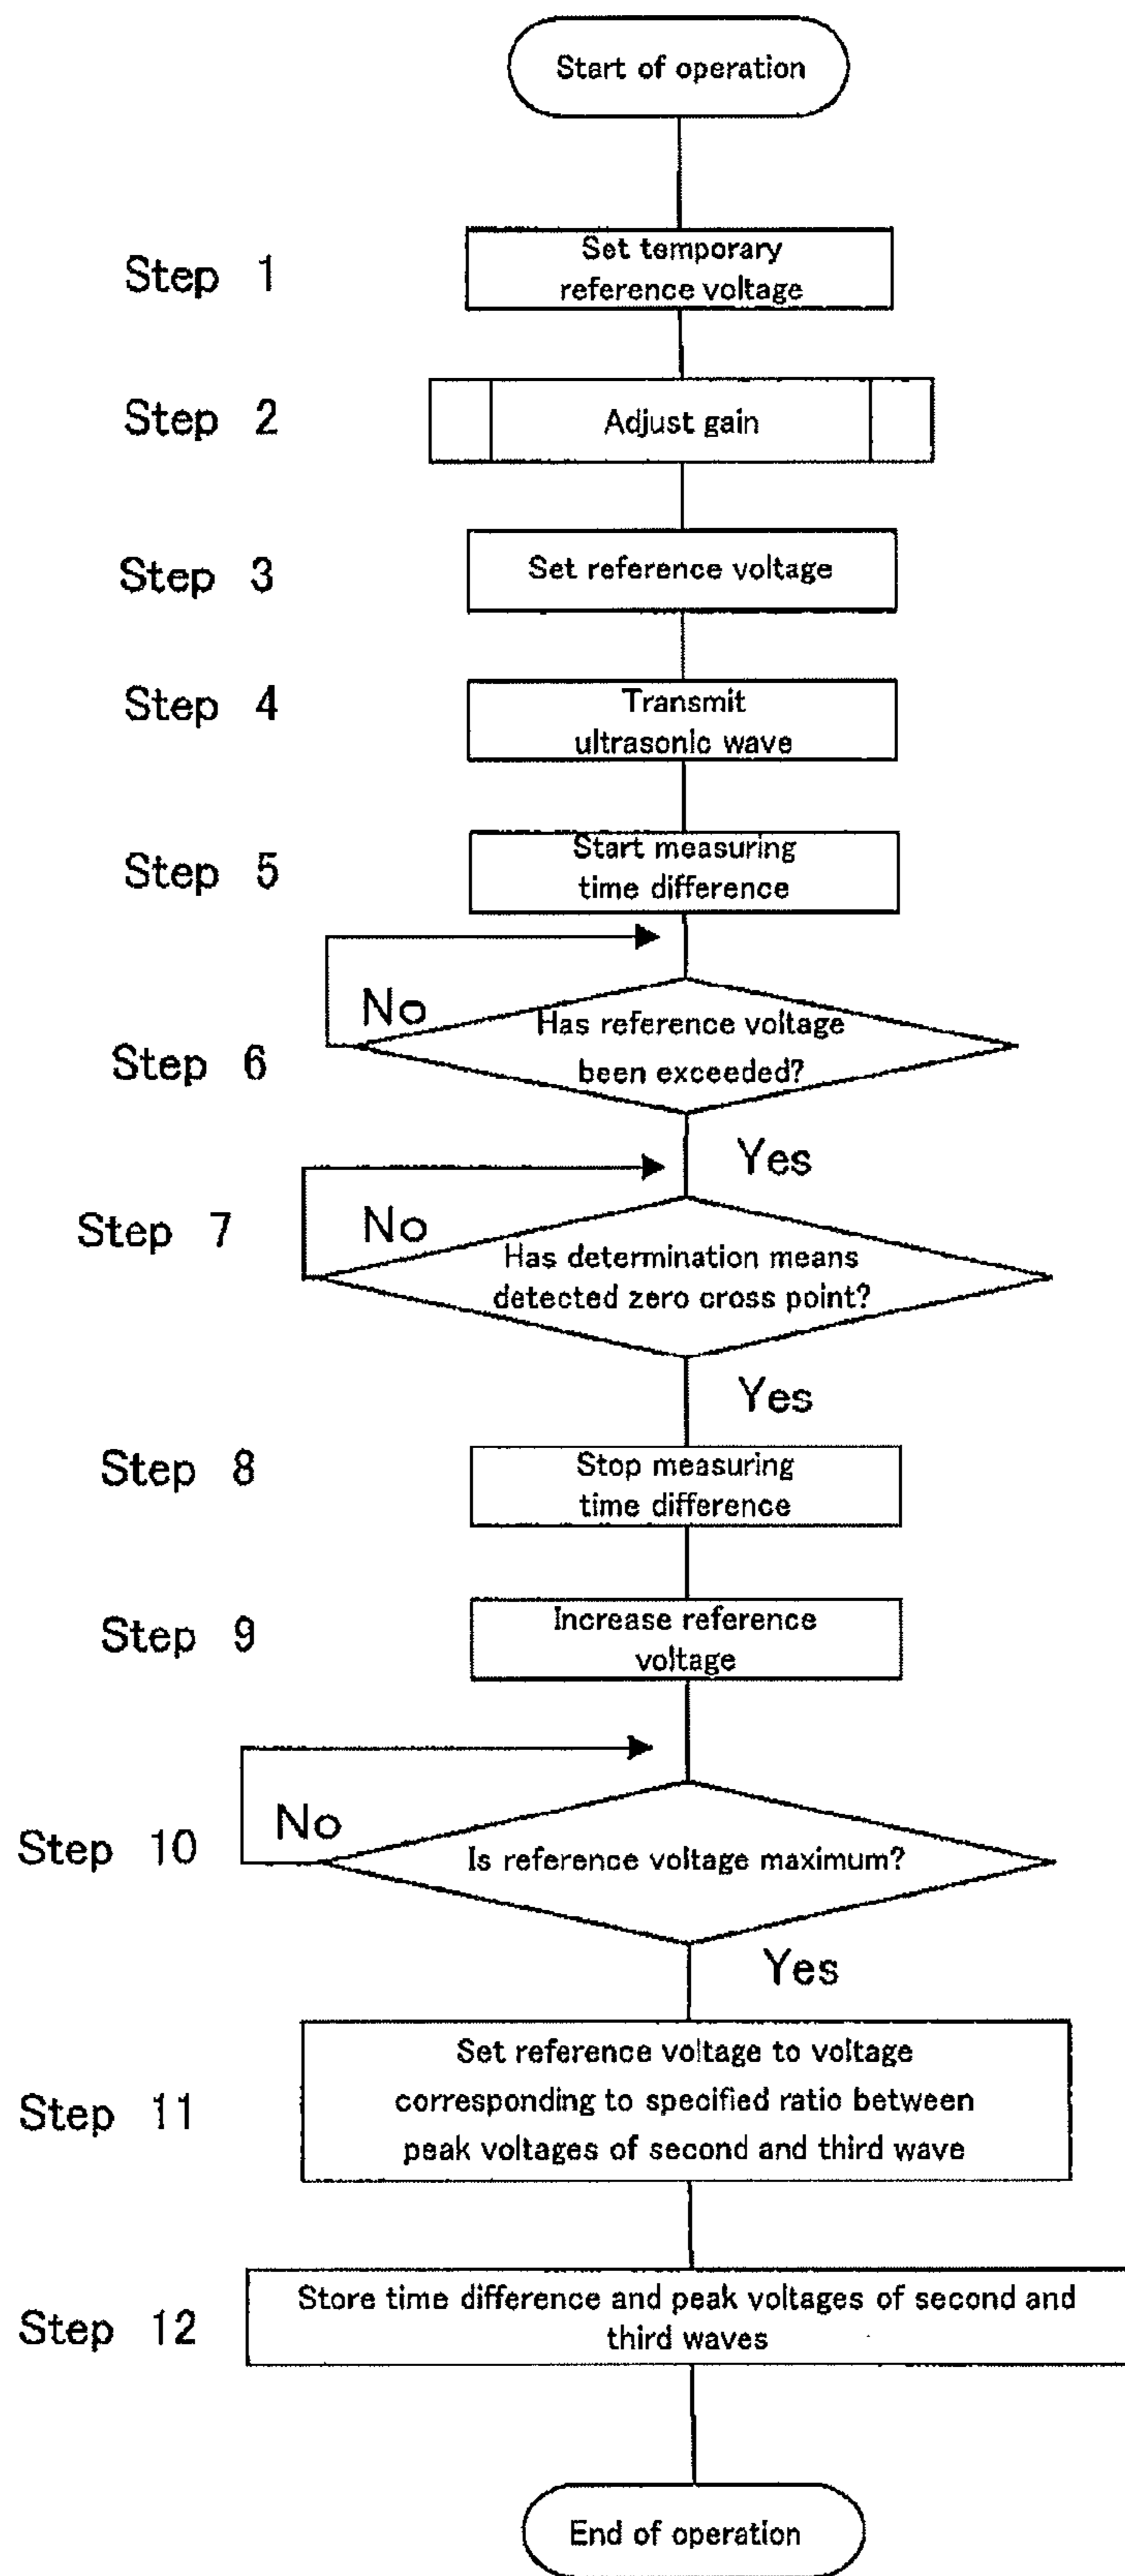 Start of operation
Step 1
Set temporary
reference voltage
Step 2
Adjust gain
Step 3
Set reference voltage
Step 4
Transmit
ultrasonic wave
Step 5
Start measuring
time difference
No
Step 6
Has reference voltage
been exceeded?
Yes
Step 7
No
Has determination means
detected zero cross point?
Yes
Step 8
Stop measuring
time difference
Step 9
Increase reference
voltage
No
Step 10
Is reference voltage maximum?
Yes
Step 11
Set reference voltage to voltage
corresponding to specified ratio between
peak voltages of second and third wave
Step 12
Store time difference and peak voltages of second and
third waves
End of operation